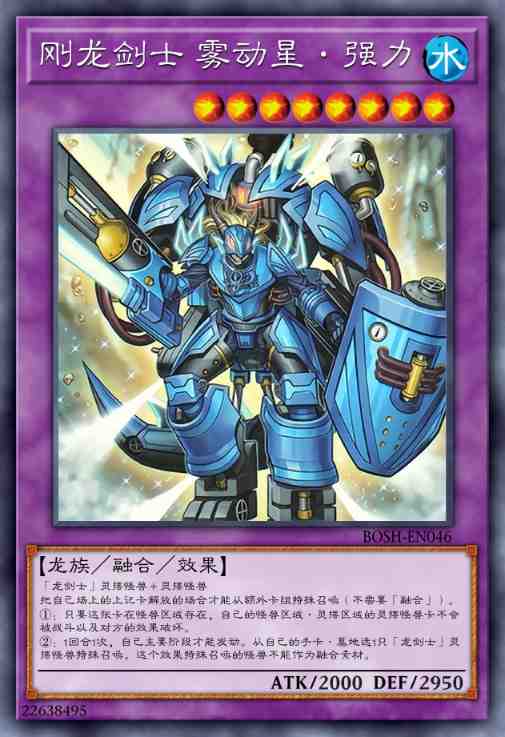 刚龙剑士 雾动星·强力
水
BOSH-EN046
【龙族／融合／效果】
「龙剑士」灵摆怪兽＋灵摆怪兽
把自己场上的上记卡解放的场合才能从额外卡组特殊召唤（不需要「融合」）。
①：只要这张卡在怪兽区域存在，自己的怪兽区域·灵摆区域的灵摆怪兽卡不会
被战斗以及对方的效果破坏。
②：1回合1次，自己主要阶段才能发动。从自己的手卡·墓地选1只「龙剑士」灵
摆怪兽特殊召唤。这个效果特殊召唤的怪兽不能作为融合素材。
ATK/2000 DEF/2950
22638495